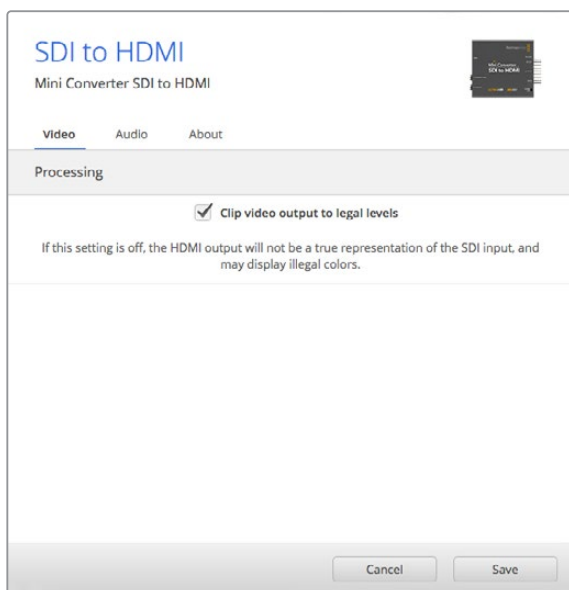 SDI to HDMI
Mini Converter SDI to HDMI
Video Audio About
Processing
Clip video output to legal levels
If this setting is off, the HDMI output will not be a true representation of the SDI input, and
may display illegal colors.
Cancel Save